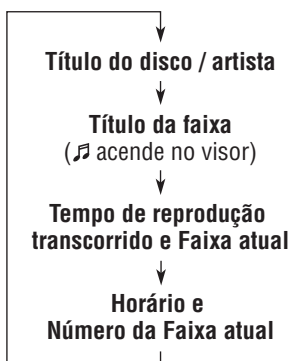 Título do disco / artista
Título da faixa
(♫ acende no visor)
Tempo de reprodução
transcorrido e Faixa atual
Horário e
Número da Faixa atual